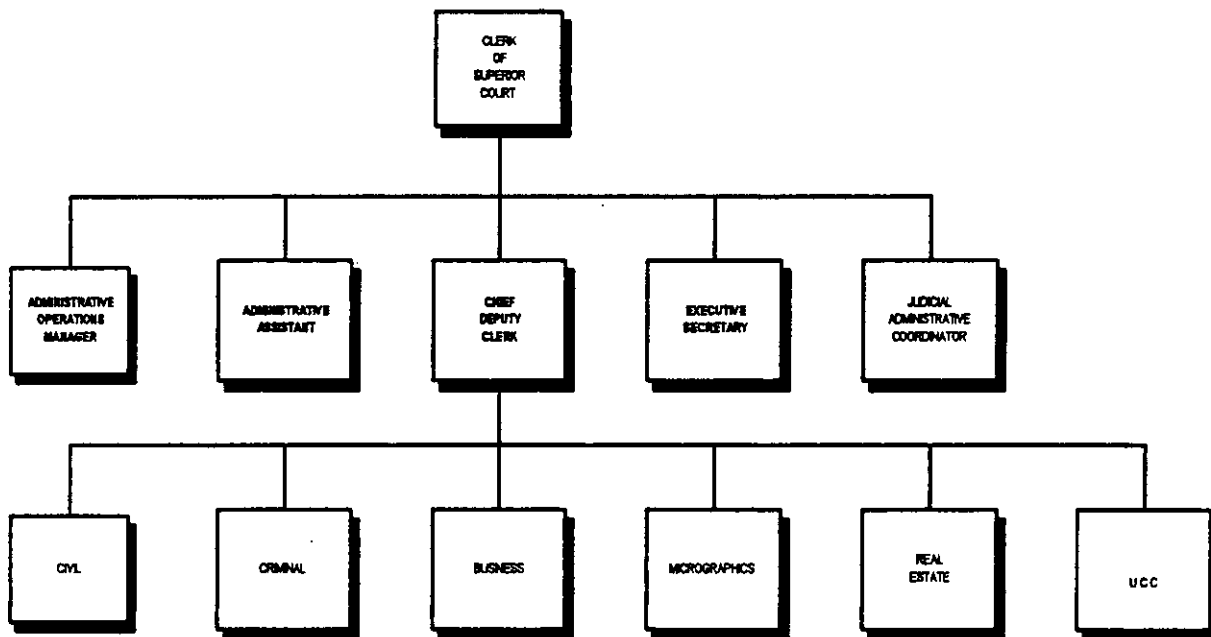 CLERK
OF
SUPERIOR
COURT
ADMINISTRATIVE
OPERATIONS
MANAGER
ADMINISTRATIVE
ASSISTANT
CHIEF
DEPUTY
CLERK
EXECUTIVE
SECRETARY
JUDICIAL
ADMINISTRATIVE
COORDINATOR
CIVIL
CRIMINAL
BUSINESS
MICROGRAPHICS
REAL
ESTATE
U C C